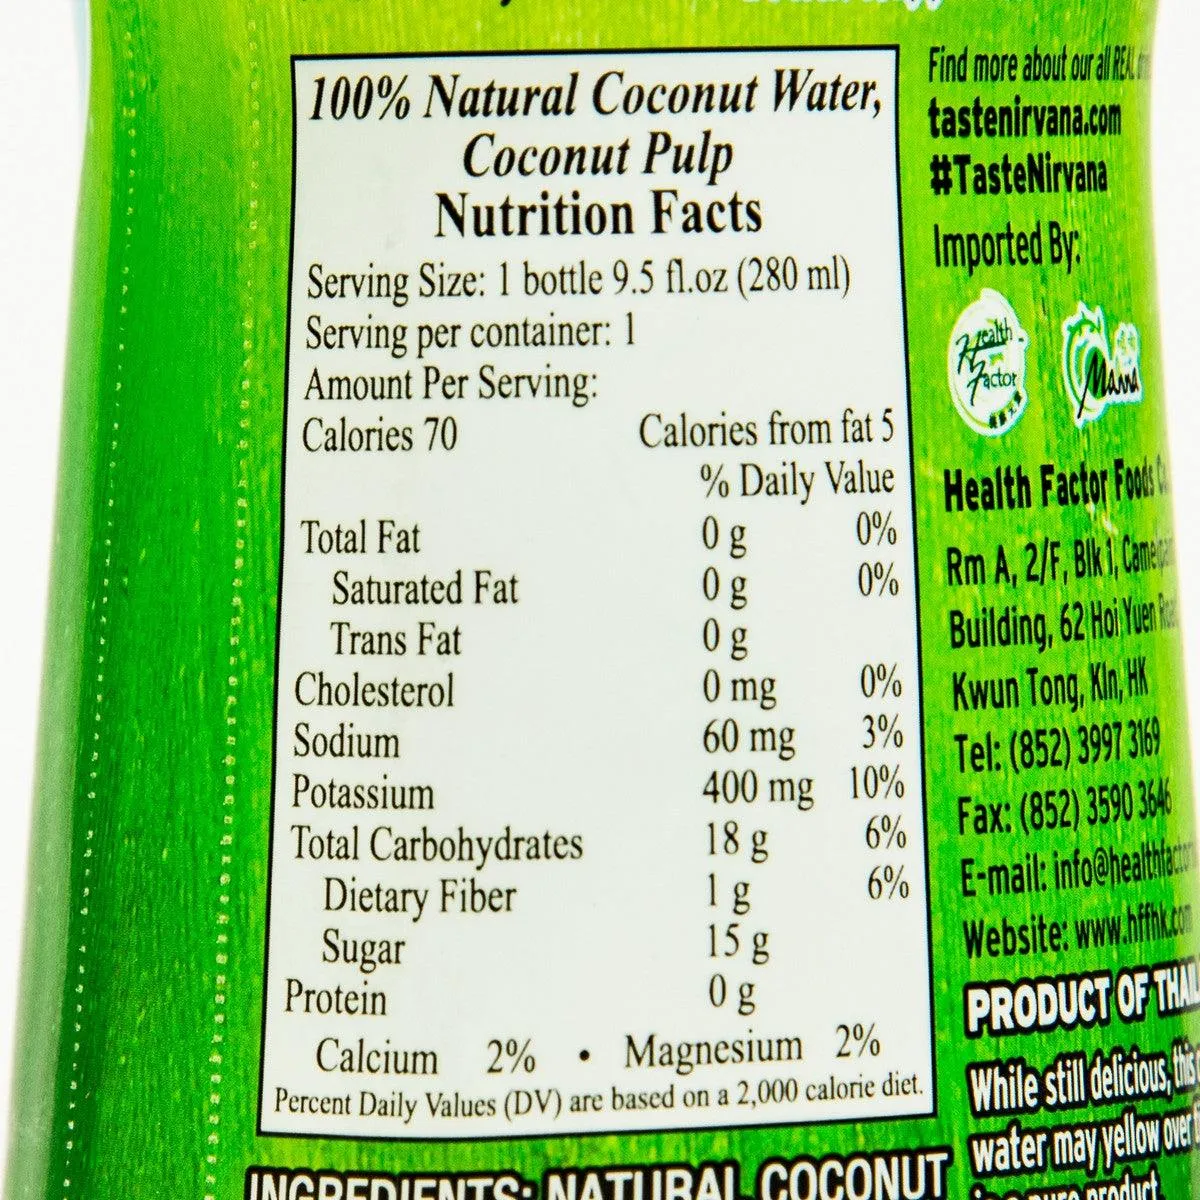 100% Natural Coconut Water,
Coconut Pulp
Nutrition Facts
Serving Size: 1 bottle 9.5 fl.oz (280 ml)
Serving per container: 1
Amount Per Serving:
Calories 70 Calories from fat 5
% Daily Value
Total Fat 0 g 0%
Saturated Fat 0 g 0%
Trans Fat 0 g
Cholesterol 0 mg 0%
Sodium 60 mg 3%
Potassium 400 mg 10%
Total Carbohydrates 18 g 6%
Dietary Fiber 1 g 6%
Sugar 15 g
Protein 0 g
Calcium 2% • Magnesium 2%
Percent Daily Values (DV) are based on a 2,000 calorie diet.
INGREDIENTS: NATURAL COCONUT
Find more about our all REAL
tastenirvana.com
#TasteNirvana
Imported By:
Health
Factor
Mama
Health Factor Foods
Rm A, 2/F, Blk 1,
Building, 62 Hoi Yuen
Kwun Tong, Kln, HK
Tel: (852) 3997 3169
Fax: (852) 3590 3646
E-mail: info@healthfactor
Website: www.hffhk.com
PRODUCT OF THAI
While still delicious, this
water may yellow over
product